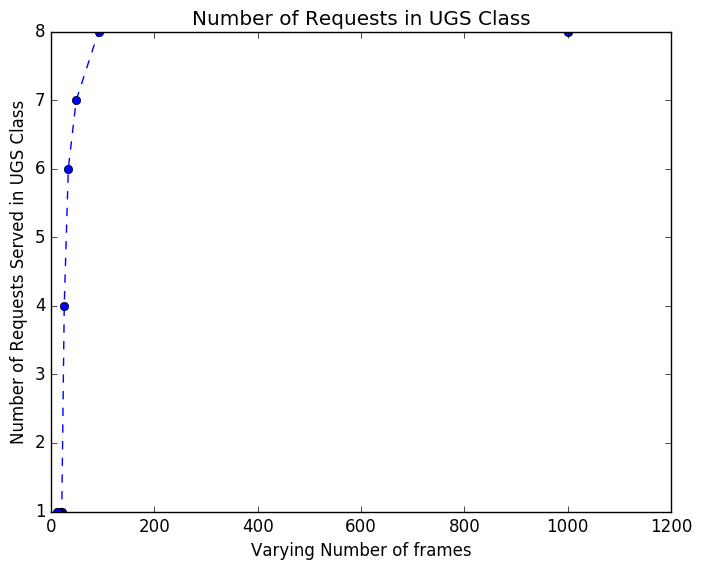 Number of Requests in UGS Class
8
7
6
5
4
3
2
1
Number of Requests Served in UGS Class
0 200 400 600 800 1000 1200
Varying Number of frames